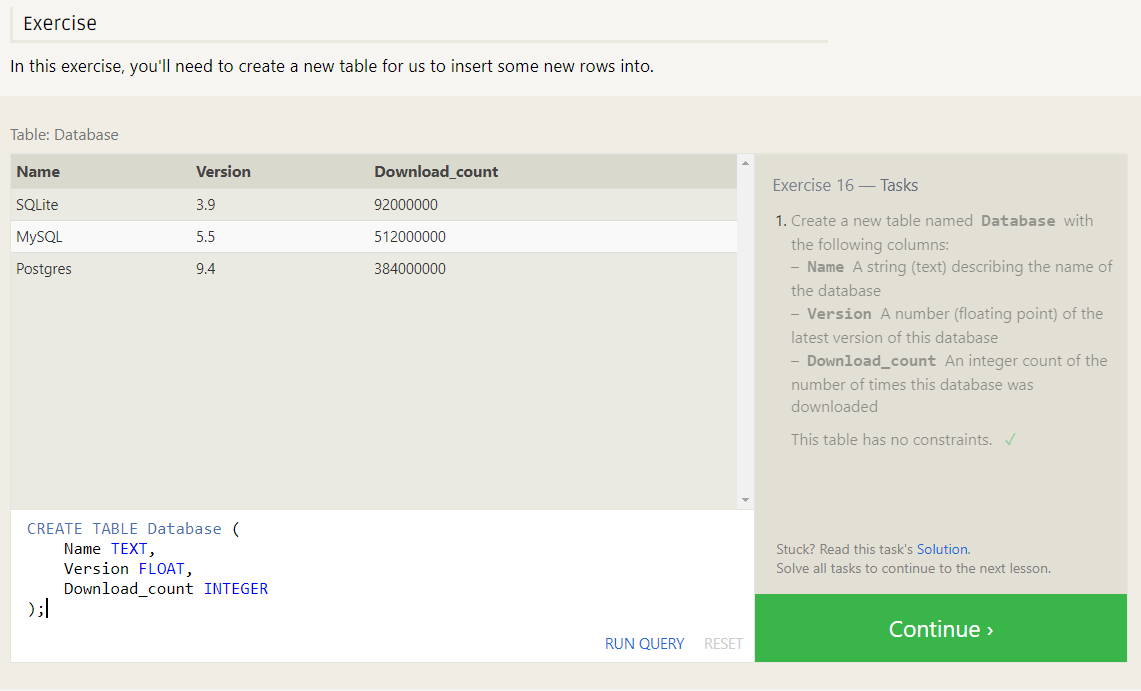 Exercise
In this exercise, you'll need to create a new table for us to insert some new rows into.
Table: Database
Name Version Download_count
SQLite 3.9 92000000
MySQL 5.5 512000000
Postgres 9.4 384000000
CREATE TABLE Database (
    Name TEXT,
    Version FLOAT,
    Download_count INTEGER
);
RUN QUERY RESET
Exercise 16 — Tasks
1. Create a new table named Database with
the following columns:
– Name A string (text) describing the name of
the database
– Version A number (floating point) of the
latest version of this database
– Download_count An integer count of the
number of times this database was
downloaded
This table has no constraints. ✓
Stuck? Read this task's Solution.
Solve all tasks to continue to the next lesson.
Continue ›